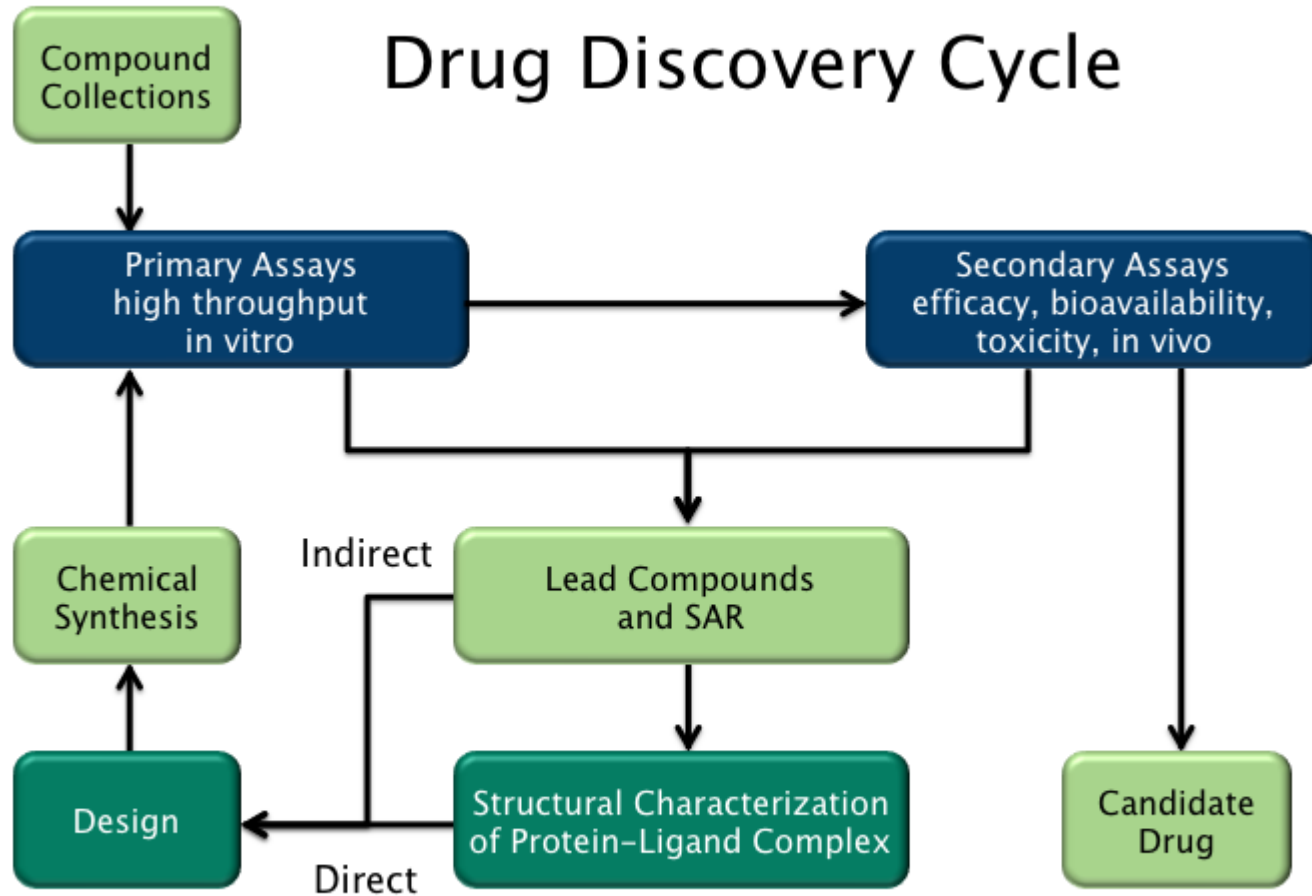 Compound
Collections
Drug Discovery Cycle
Primary Assays
high throughput
in vitro
Secondary Assays
efficacy, bioavailability,
toxicity, in vivo
Chemical
Synthesis
Indirect
Lead Compounds
and SAR
Design
Direct
Structural Characterization
of Protein–Ligand Complex
Candidate
Drug